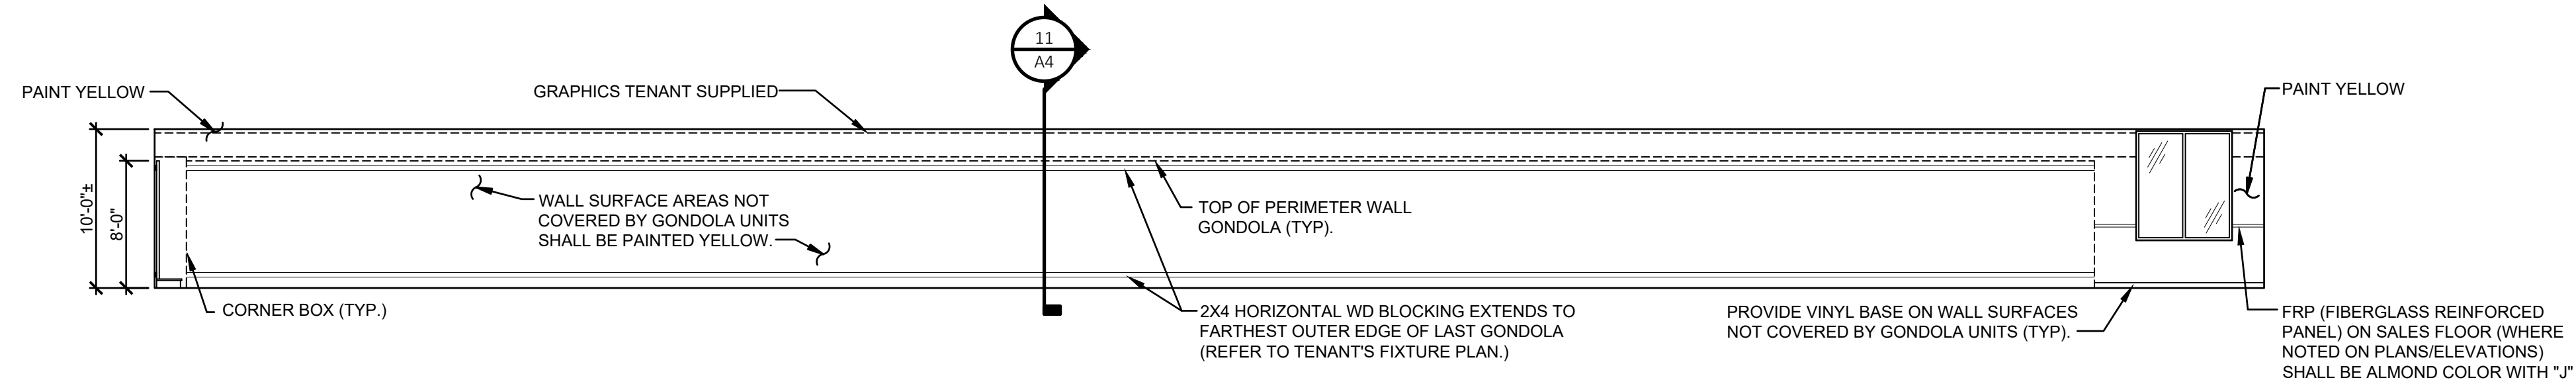 11
A4
PAINT YELLOW
GRAPHICS TENANT SUPPLIED
PAINT YELLOW
10'-0"±
8'-0"
WALL SURFACE AREAS NOT
COVERED BY GONDOLA UNITS
SHALL BE PAINTED YELLOW.
TOP OF PERIMETER WALL
GONDOLA (TYP).
CORNER BOX (TYP.)
2X4 HORIZONTAL WD BLOCKING EXTENDS TO
FARTHEST OUTER EDGE OF LAST GONDOLA
(REFER TO TENANT'S FIXTURE PLAN.)
PROVIDE VINYL BASE ON WALL SURFACES
NOT COVERED BY GONDOLA UNITS (TYP).
FRP (FIBERGLASS REINFORCED
PANEL) ON SALES FLOOR (WHERE
NOTED ON PLANS/ELEVATIONS)
SHALL BE ALMOND COLOR WITH "J"